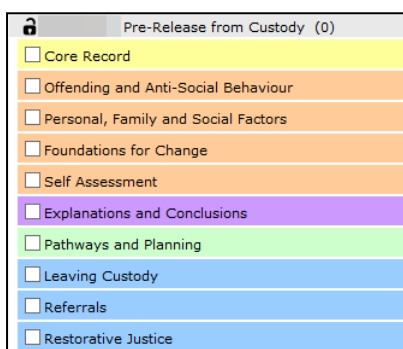 Pre-Release from Custody (0)
Core Record
Offending and Anti-Social Behaviour
Personal, Family and Social Factors
Foundations for Change
Self Assessment
Explanations and Conclusions
Pathways and Planning
Leaving Custody
Referrals
Restorative Justice